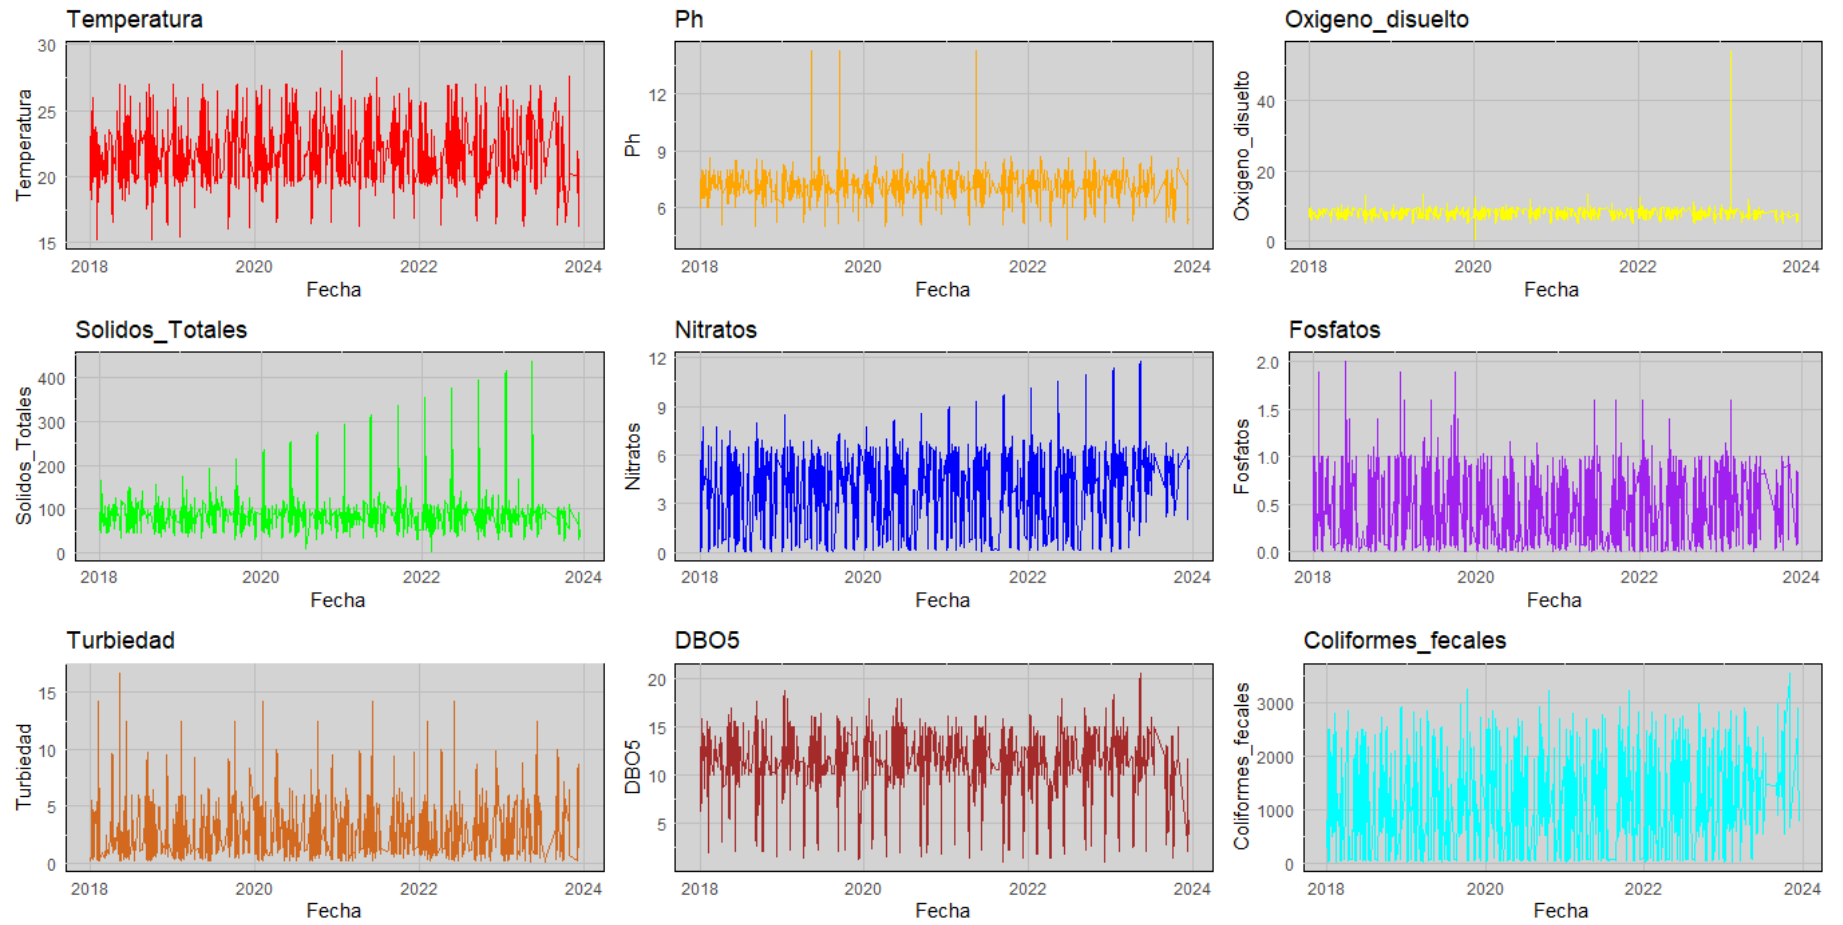 Temperatura
Temperatura
30
25
20
15
2018 2020 2022 2024
Fecha
Ph
Ph
12
9
6
2018 2020 2022 2024
Fecha
Oxigeno_disuelto
Oxigeno_disuelto
40
20
0
2018 2020 2022 2024
Fecha
Solidos_Totales
Solidos_Totales
400
300
200
100
0
2018 2020 2022 2024
Fecha
Nitratos
Nitratos
12
9
6
3
0
2018 2020 2022 2024
Fecha
Fosfatos
Fosfatos
2.0
1.5
1.0
0.5
0.0
2018 2020 2022 2024
Fecha
Turbiedad
Turbiedad
15
10
5
0
2018 2020 2022 2024
Fecha
DBO5
DBO5
20
15
10
5
2018 2020 2022 2024
Fecha
Coliformes_fecales
Coliformes_fecales
3000
2000
1000
0
2018 2020 2022 2024
Fecha